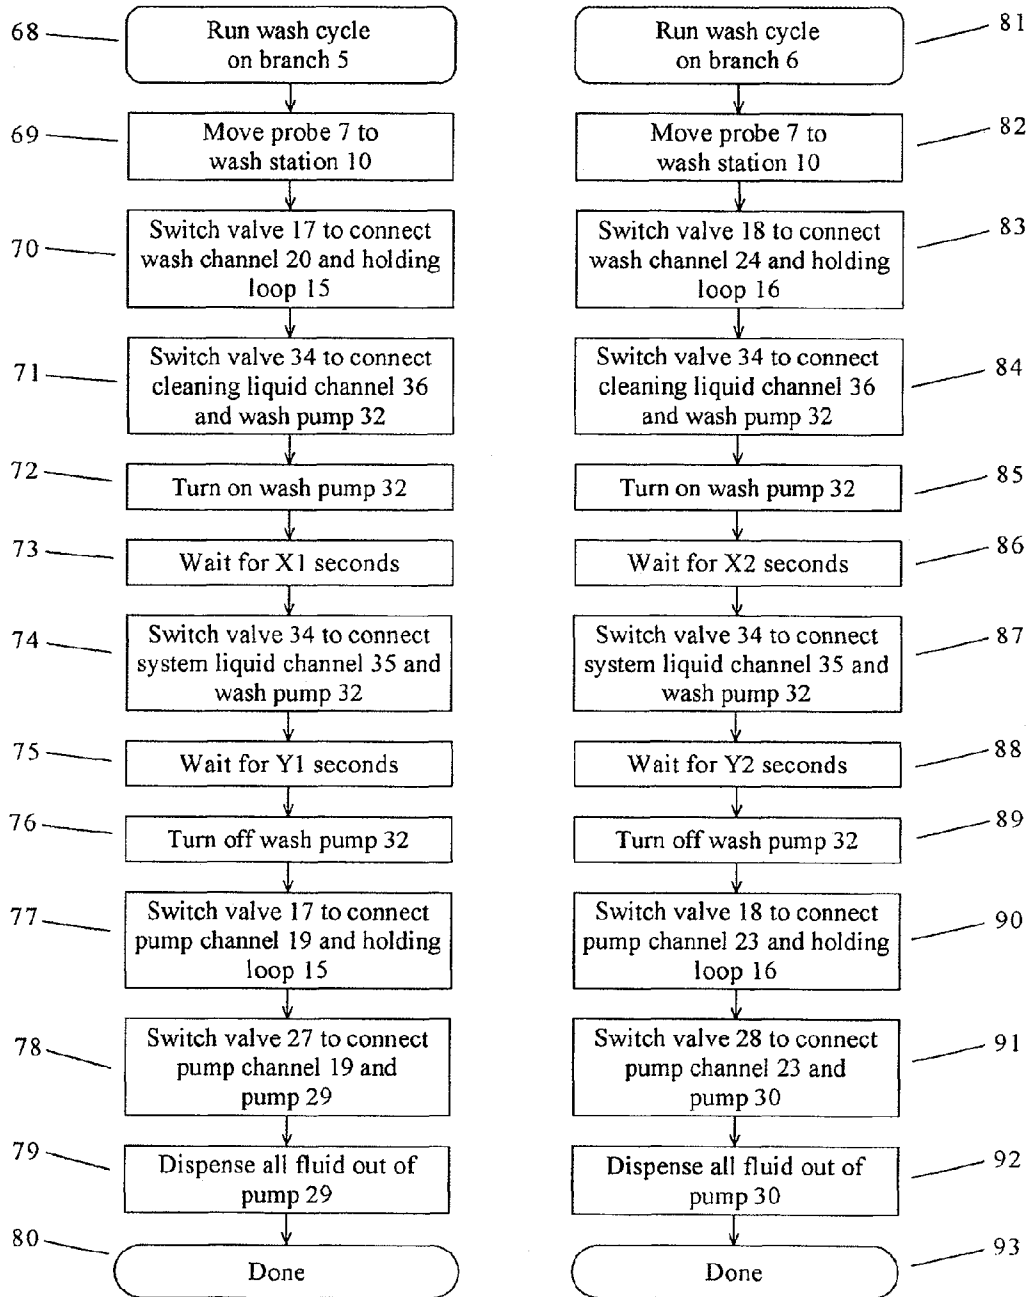 68
Run wash cycle
on branch 5
69
Move probe 7 to
wash station 10
70
Switch valve 17 to connect
wash channel 20 and holding
loop 15
71
Switch valve 34 to connect
cleaning liquid channel 36
and wash pump 32
72
Turn on wash pump 32
73
Wait for X1 seconds
74
Switch valve 34 to connect
system liquid channel 35 and
wash pump 32
75
Wait for Y1 seconds
76
Turn off wash pump 32
77
Switch valve 17 to connect
pump channel 19 and holding
loop 15
78
Switch valve 27 to connect
pump channel 19 and
pump 29
79
Dispense all fluid out of
pump 29
80
Done
81
Run wash cycle
on branch 6
82
Move probe 7 to
wash station 10
83
Switch valve 18 to connect
wash channel 24 and holding
loop 16
84
Switch valve 34 to connect
cleaning liquid channel 36
and wash pump 32
85
Turn on wash pump 32
86
Wait for X2 seconds
87
Switch valve 34 to connect
system liquid channel 35 and
wash pump 32
88
Wait for Y2 seconds
89
Turn off wash pump 32
90
Switch valve 18 to connect
pump channel 23 and holding
loop 16
91
Switch valve 28 to connect
pump channel 23 and
pump 30
92
Dispense all fluid out of
pump 30
93
Done